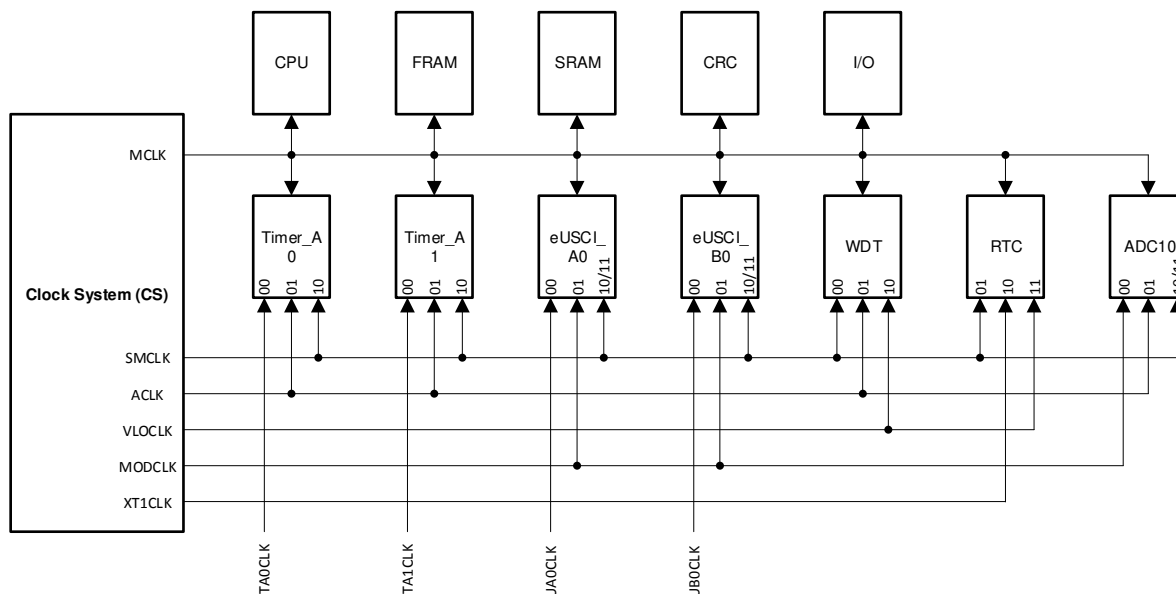 CPU
FRAM
SRAM
CRC
I/O
MCLK
Timer_A
0
00
01
10
Timer_A
1
00
01
10
eUSCI_
A0
00
01
10/11
eUSCI_
B0
00
01
10/11
WDT
00
01
10
RTC
01
10
11
ADC10
00
01
10/11
Clock System (CS)
SMCLK
ACLK
VLOCLK
MODCLK
XT1CLK
TA0CLK
TA1CLK
UA0CLK
UB0CLK